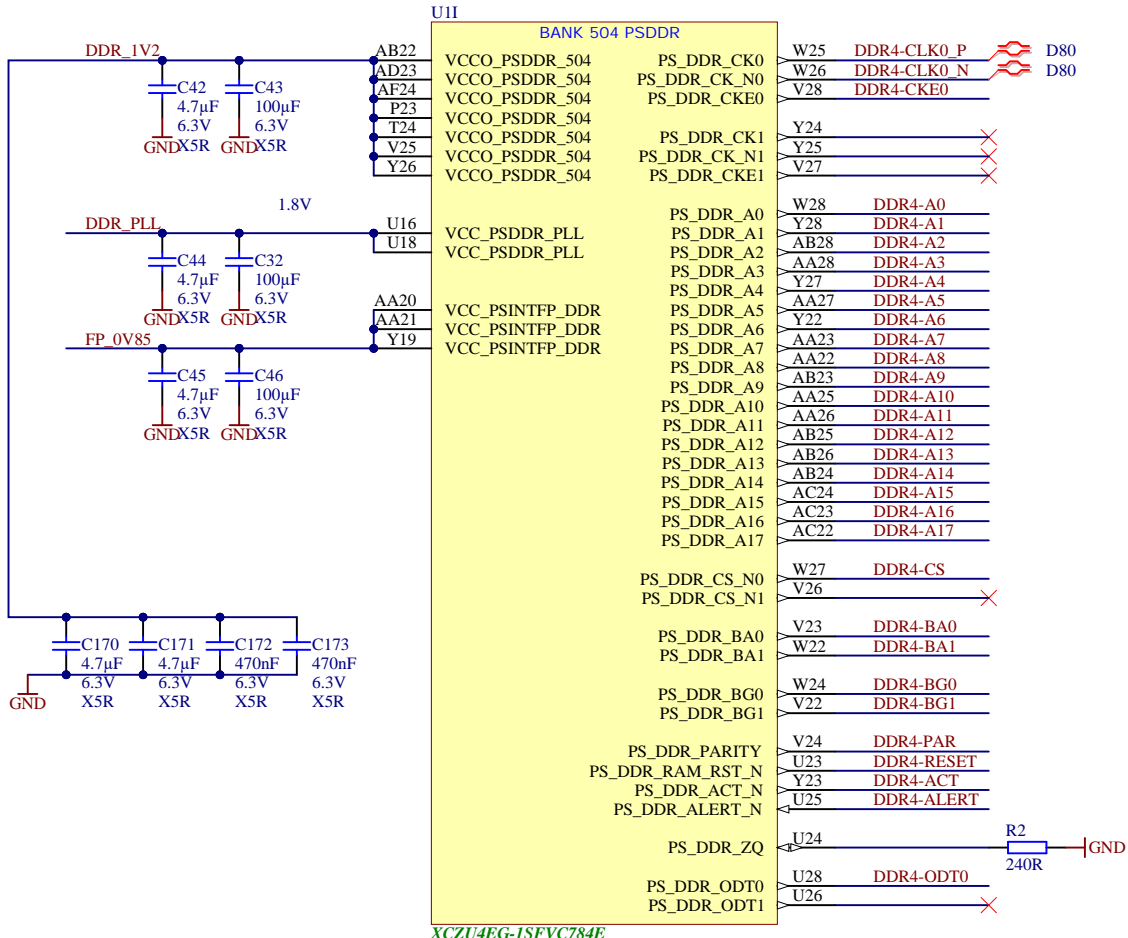 U1I
BANK 504 PSDDR
DDR_1V2
AB22 VCCO_PSDDR_504
AD23 VCCO_PSDDR_504
AF24 VCCO_PSDDR_504
P23 VCCO_PSDDR_504
T24 VCCO_PSDDR_504
V25 VCCO_PSDDR_504
Y26 VCCO_PSDDR_504
C42
4.7µF
6.3V
X5R
GND
C43
100µF
6.3V
X5R
GND
1.8V
DDR_PLL
U16 VCC_PSDDR_PLL
U18 VCC_PSDDR_PLL
C44
4.7µF
6.3V
X5R
GND
C32
100µF
6.3V
X5R
GND
AA20 VCC_PSINTFP_DDR
AA21 VCC_PSINTFP_DDR
Y19 VCC_PSINTFP_DDR
FP_0V85
C45
4.7µF
6.3V
X5R
GND
C46
100µF
6.3V
X5R
GND
C170
4.7µF
6.3V
X5R
C171
4.7µF
6.3V
X5R
C172
470nF
6.3V
X5R
C173
470nF
6.3V
X5R
GND
PS_DDR_CK0 W25 DDR4-CLK0_P D80
PS_DDR_CK_N0 W26 DDR4-CLK0_N D80
PS_DDR_CKE0 V28 DDR4-CKE0
PS_DDR_CK1 Y24
PS_DDR_CK_N1 Y25
PS_DDR_CKE1 V27
PS_DDR_A0 W28 DDR4-A0
PS_DDR_A1 Y28 DDR4-A1
PS_DDR_A2 AB28 DDR4-A2
PS_DDR_A3 AA28 DDR4-A3
PS_DDR_A4 Y27 DDR4-A4
PS_DDR_A5 AA27 DDR4-A5
PS_DDR_A6 Y22 DDR4-A6
PS_DDR_A7 AA23 DDR4-A7
PS_DDR_A8 AA22 DDR4-A8
PS_DDR_A9 AB23 DDR4-A9
PS_DDR_A10 AA25 DDR4-A10
PS_DDR_A11 AA26 DDR4-A11
PS_DDR_A12 AB25 DDR4-A12
PS_DDR_A13 AB26 DDR4-A13
PS_DDR_A14 AB24 DDR4-A14
PS_DDR_A15 AC24 DDR4-A15
PS_DDR_A16 AC23 DDR4-A16
PS_DDR_A17 AC22 DDR4-A17
PS_DDR_CS_N0 W27 DDR4-CS
PS_DDR_CS_N1 V26
PS_DDR_BA0 V23 DDR4-BA0
PS_DDR_BA1 W22 DDR4-BA1
PS_DDR_BG0 W24 DDR4-BG0
PS_DDR_BG1 V22 DDR4-BG1
PS_DDR_PARITY V24 DDR4-PAR
PS_DDR_RAM_RST_N U23 DDR4-RESET
PS_DDR_ACT_N Y23 DDR4-ACT
PS_DDR_ALERT_N U25 DDR4-ALERT
PS_DDR_ZQ U24
R2
240R
GND
PS_DDR_ODT0 U28 DDR4-ODT0
PS_DDR_ODT1 U26
XCZU4EG-1SFVC784E